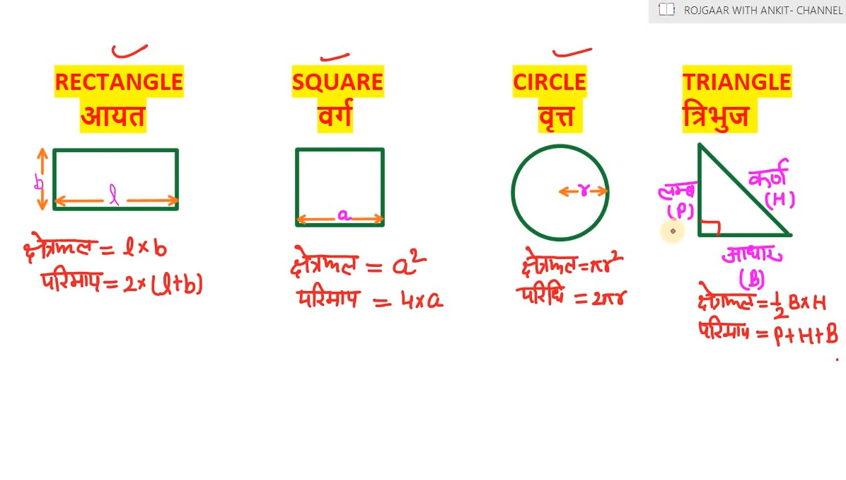 ROJGAAR WITH ANKIT- CHANNEL
RECTANGLE
आयत
b
l
क्षेत्रफल = l × b
परिमाप = 2 × (l + b)
SQUARE
वर्ग
a
क्षेत्रफल = a²
परिमाप = 4 × a
CIRCLE
वृत्त
r
क्षेत्रफल = πr²
परिधि = 2πr
TRIANGLE
त्रिभुज
लम्ब
(P)
कर्ण
(H)
आधार
(B)
क्षेत्रफल = 1/2 B × H
परिमाप = P + H + B